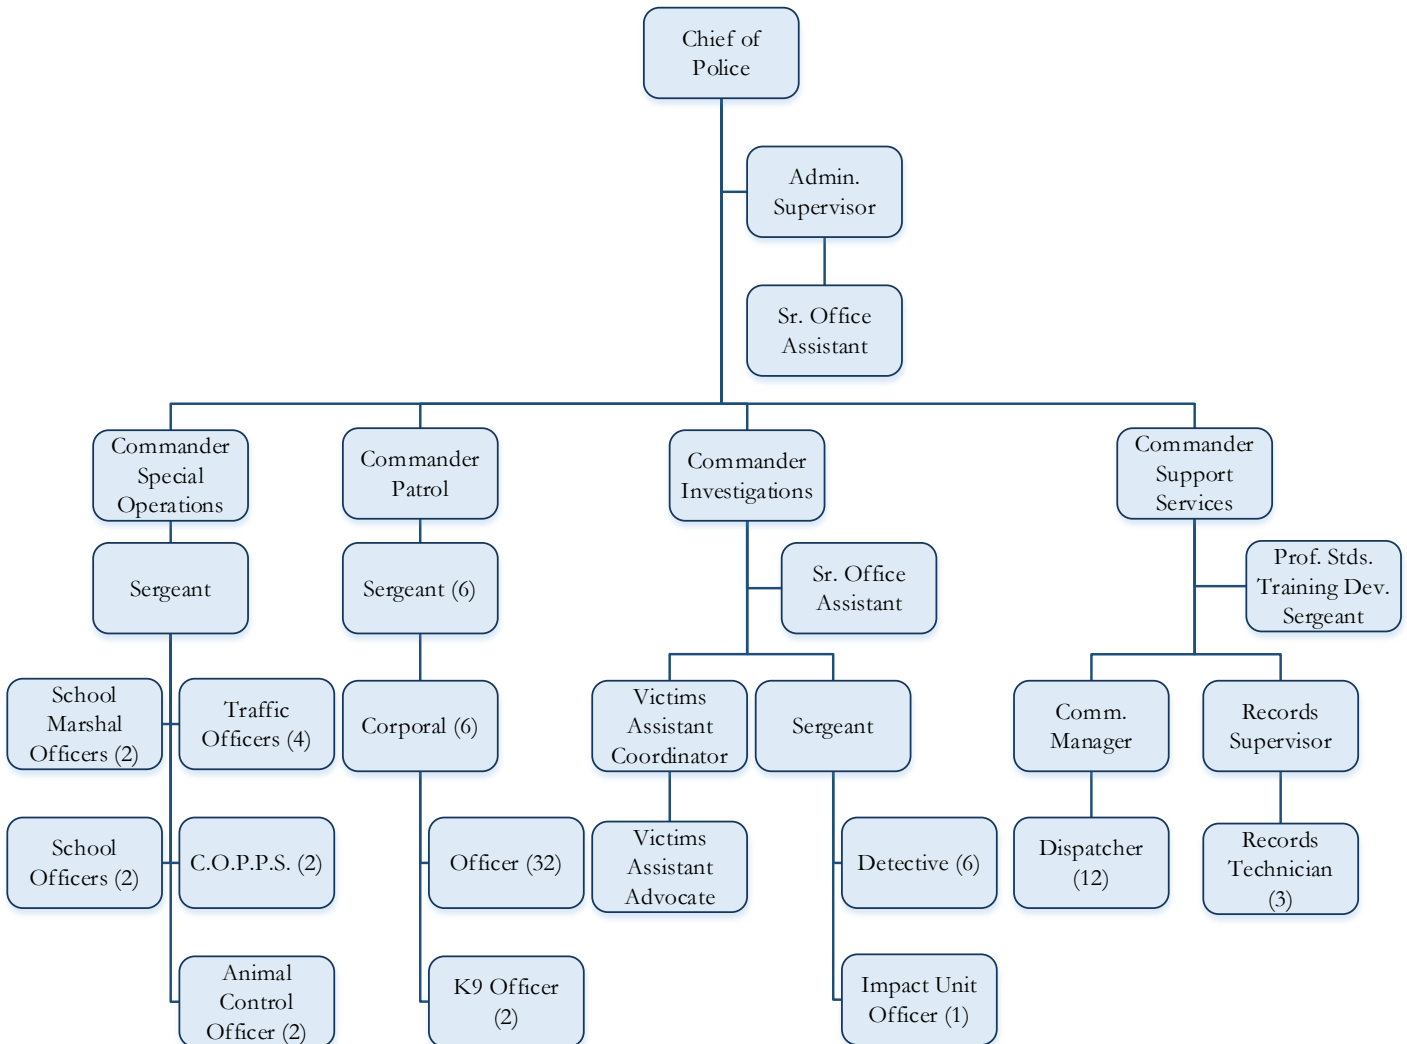 Chief of
Police
Admin.
Supervisor
Sr. Office
Assistant
Commander
Special
Operations
Commander
Patrol
Commander
Investigations
Commander
Support
Services
Sergeant
Sergeant (6)
Sr. Office
Assistant
Prof. Stds.
Training Dev.
Sergeant
School
Marshal
Officers (2)
Traffic
Officers (4)
Corporal (6)
Victims
Assistant
Coordinator
Sergeant
Comm.
Manager
Records
Supervisor
School
Officers (2)
C.O.P.P.S. (2)
Officer (32)
Victims
Assistant
Advocate
Detective (6)
Dispatcher
(12)
Records
Technician
(3)
Animal
Control
Officer (2)
K9 Officer
(2)
Impact Unit
Officer (1)